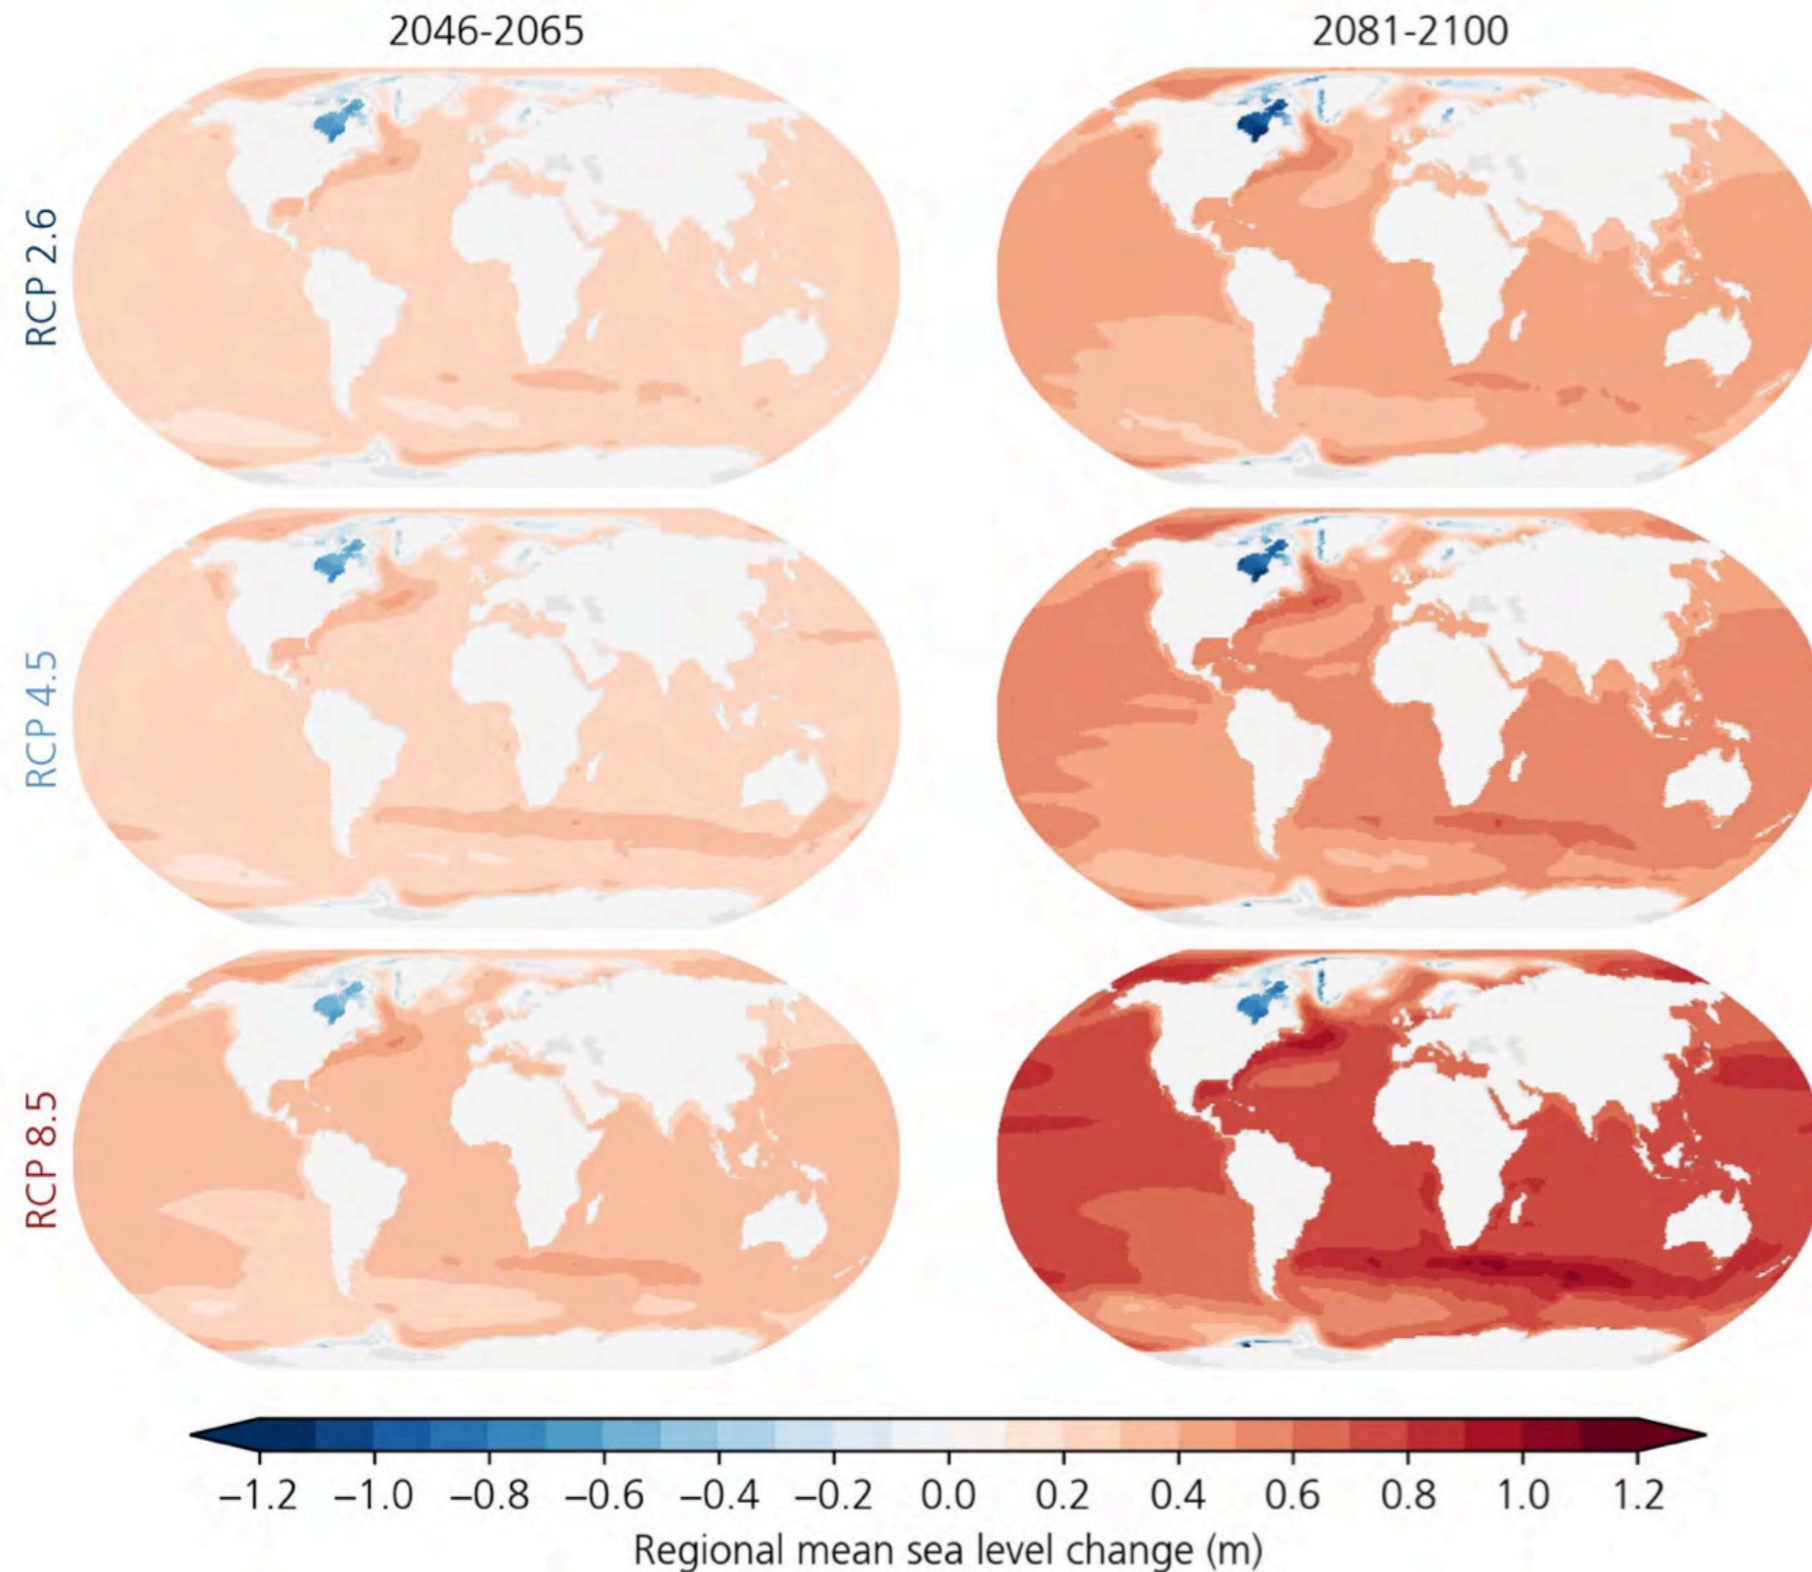 2046-2065 2081-2100
RCP 2.6
RCP 4.5
RCP 8.5
−1.2 −1.0 −0.8 −0.6 −0.4 −0.2 0.0 0.2 0.4 0.6 0.8 1.0 1.2
Regional mean sea level change (m)